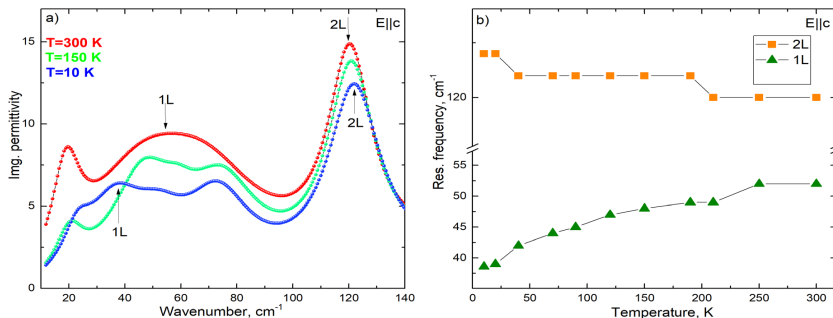 a)
E||c
T=300 K
T=150 K
T=10 K
2L
1L
2L
1L
Img. permittivity
15
10
5
0
20 40 60 80 100 120 140
Wavenumber, cm-1
b)
E||c
2L
1L
Res. frequency, cm-1
120
55
50
45
40
0 50 100 150 200 250 300
Temperature, K